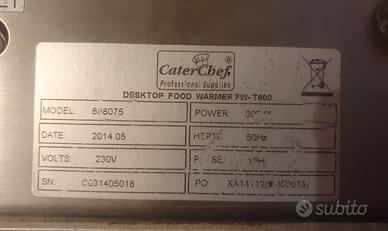 CaterChef®
Professional Supplies
DESKTOP FOOD WARMER FW-T600
MODEL: 688075 POWER:
DATE: 2014.05 50Hz
VOLTS: 230V
SN: C031405018 PO:
subito